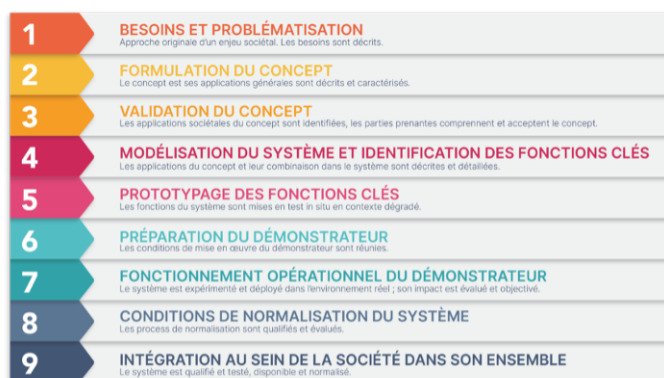 1
BESOINS ET PROBLÉMATISATION
Approche originale d'un enjeu sociétal. Les besoins sont décrits.
2
FORMULATION DU CONCEPT
Le concept est ses applications générales sont décrits et caractérisés.
3
VALIDATION DU CONCEPT
Les applications sociétales du concept sont identifiées, les parties prenantes comprennent et acceptent le concept.
4
MODÉLISATION DU SYSTÈME ET IDENTIFICATION DES FONCTIONS CLÉS
Les applications du concept et leur combinaison dans le système sont décrites et détaillées.
5
PROTOTYPAGE DES FONCTIONS CLÉS
Les fonctions du système sont mises en test in situ en contexte dégradé.
6
PRÉPARATION DU DÉMONSTRATEUR
Les conditions de mise en œuvre du démonstrateur sont réunies.
7
FONCTIONNEMENT OPÉRATIONNEL DU DÉMONSTRATEUR
Le système est expérimenté et déployé dans l'environnement réel ; son impact est évalué et objectivé.
8
CONDITIONS DE NORMALISATION DU SYSTÈME
Les process de normalisation sont qualifiés et évalués.
9
INTÉGRATION AU SEIN DE LA SOCIÉTÉ DANS SON ENSEMBLE
Le système est qualifié et testé, disponible et normalisé.